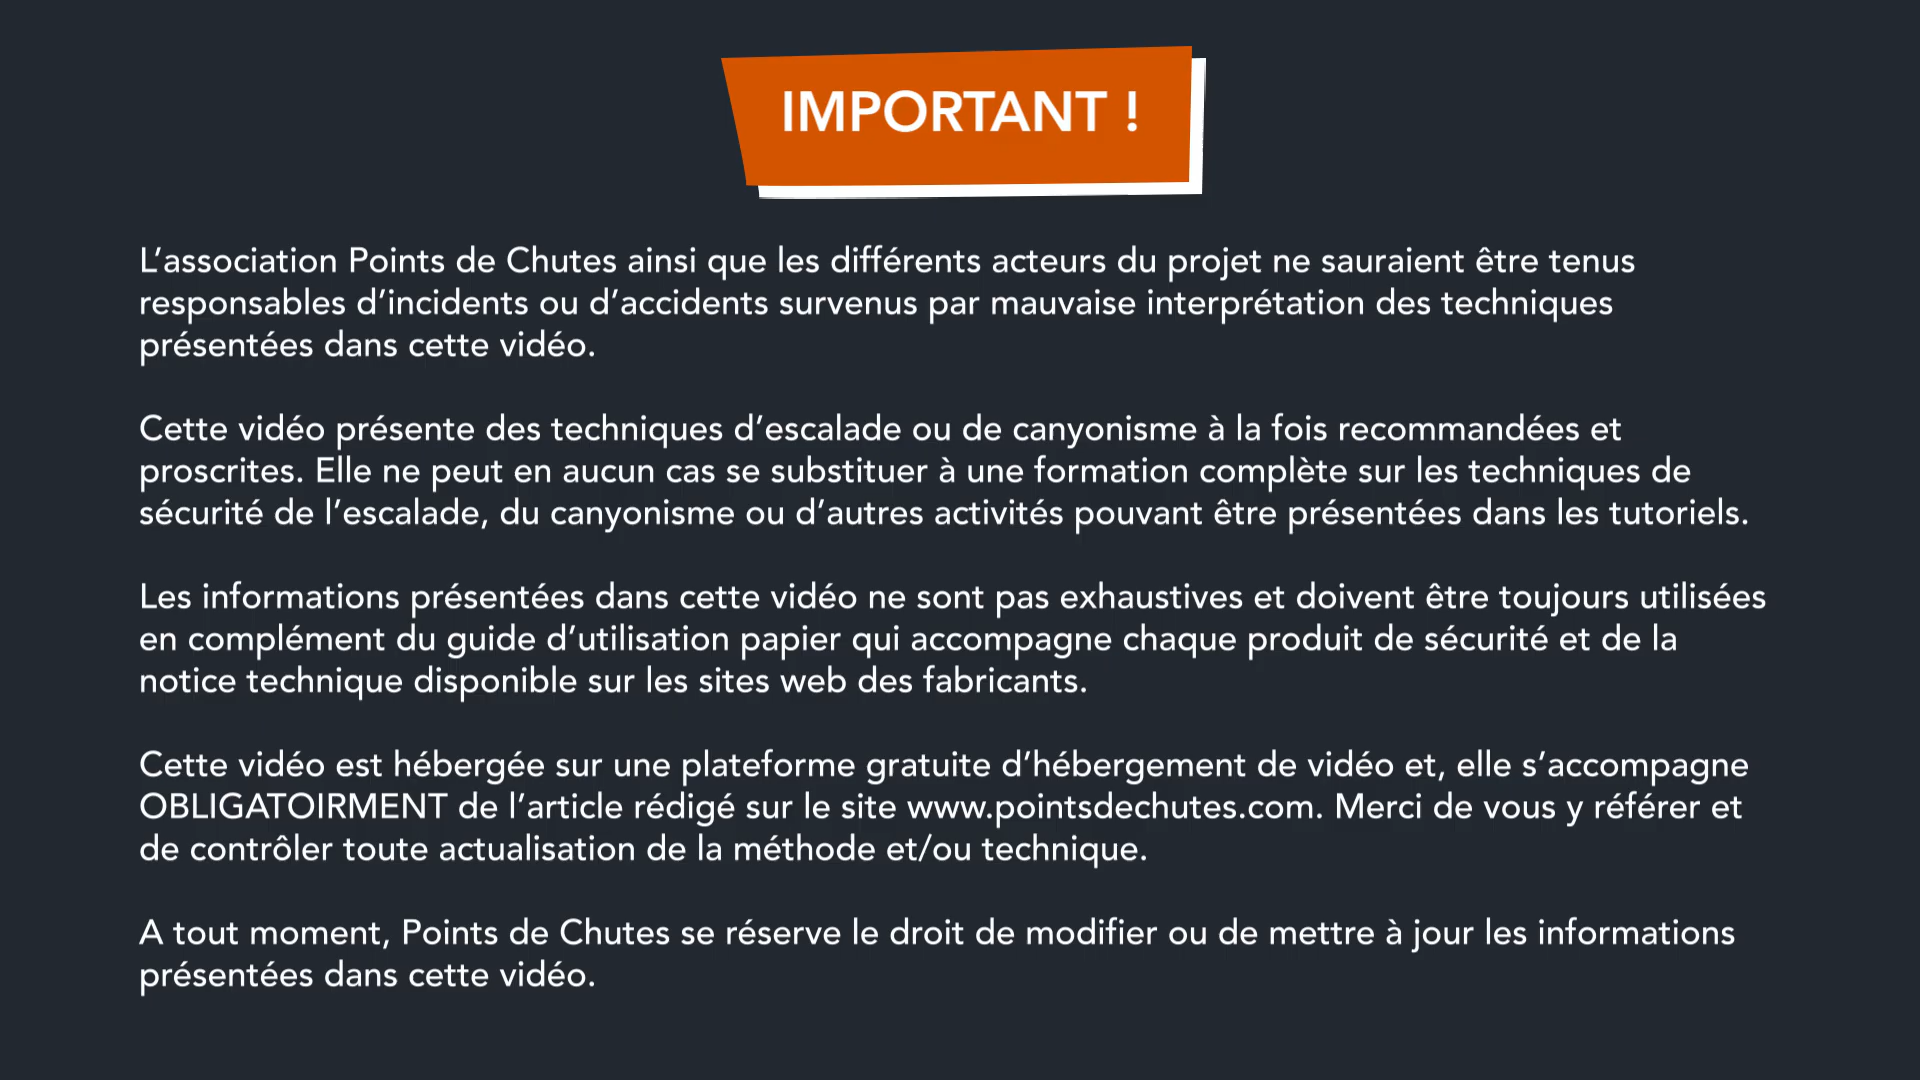 IMPORTANT !
L’association Points de Chutes ainsi que les différents acteurs du projet ne sauraient être tenus
responsables d’incidents ou d’accidents survenus par mauvaise interprétation des techniques
présentées dans cette vidéo.
Cette vidéo présente des techniques d’escalade ou de canyonisme à la fois recommandées et
proscrites. Elle ne peut en aucun cas se substituer à une formation complète sur les techniques de
sécurité de l’escalade, du canyonisme ou d’autres activités pouvant être présentées dans les tutoriels.
Les informations présentées dans cette vidéo ne sont pas exhaustives et doivent être toujours utilisées
en complément du guide d’utilisation papier qui accompagne chaque produit de sécurité et de la
notice technique disponible sur les sites web des fabricants.
Cette vidéo est hébergée sur une plateforme gratuite d’hébergement de vidéo et, elle s’accompagne
OBLIGATOIRMENT de l’article rédigé sur le site www.pointsdechutes.com. Merci de vous y référer et
de contrôler toute actualisation de la méthode et/ou technique.
A tout moment, Points de Chutes se réserve le droit de modifier ou de mettre à jour les informations
présentées dans cette vidéo.